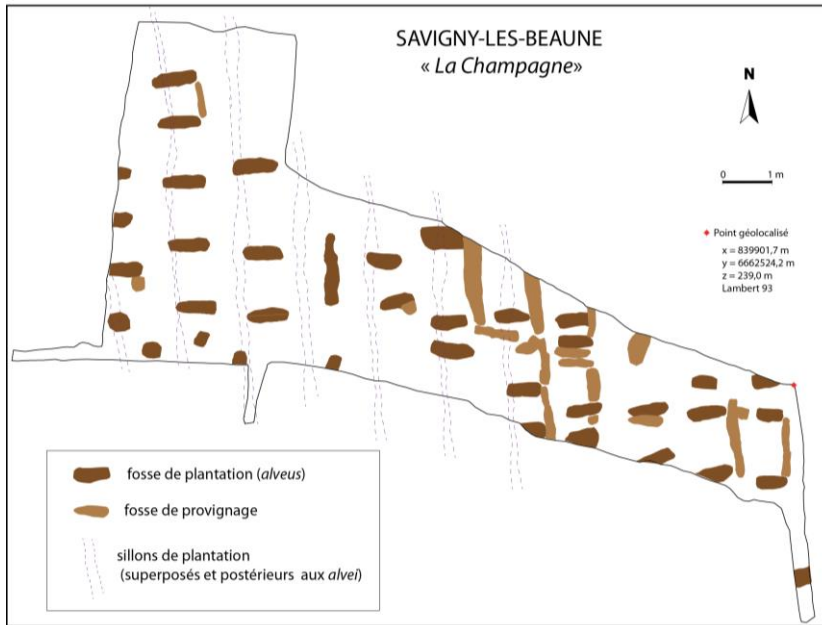 SAVIGNY-LES-BEAUNE
« La Champagne»
N
0 1 m
Point géolocalisé
x = 839901,7 m
y = 6662524,2 m
z = 239,0 m
Lambert 93
fosse de plantation (alveus)
fosse de provignage
sillons de plantation
(superposés et postérieurs aux alvei)